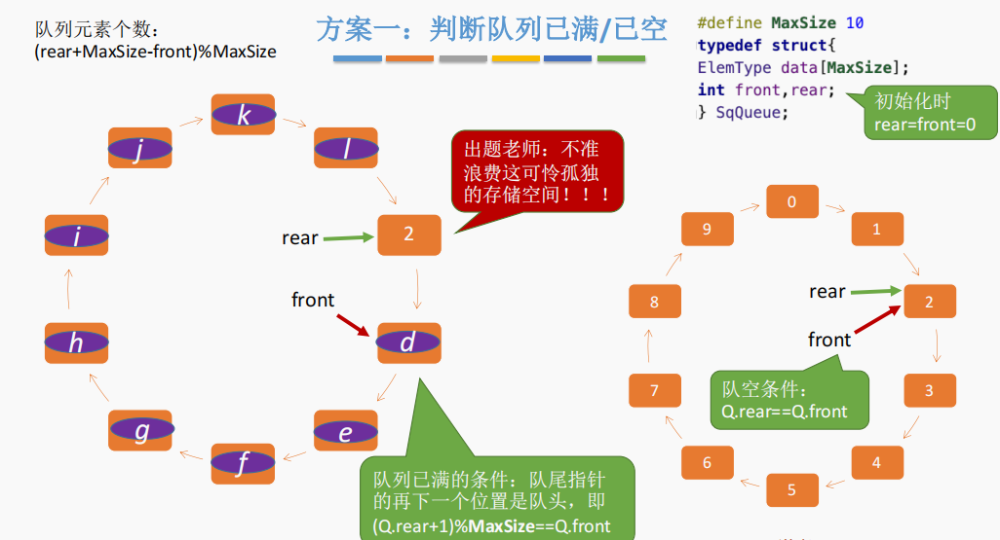 队列元素个数：
(rear+MaxSize-front)%MaxSize
方案一：判断队列已满/已空
#define MaxSize 10
typedef struct{
ElemType data[MaxSize];
int front,rear;
} SqQueue;
初始化时
rear=front=0
k
j
l
出题老师：不准
浪费这可怜孤独
的存储空间！！！
i
rear
2
front
h
d
g
e
f
队列已满的条件：队尾指针
的再下一个位置是队头，即
(Q.rear+1)%MaxSize==Q.front
0
9
1
8
rear
2
front
7
3
队空条件：
Q.rear==Q.front
6
4
5